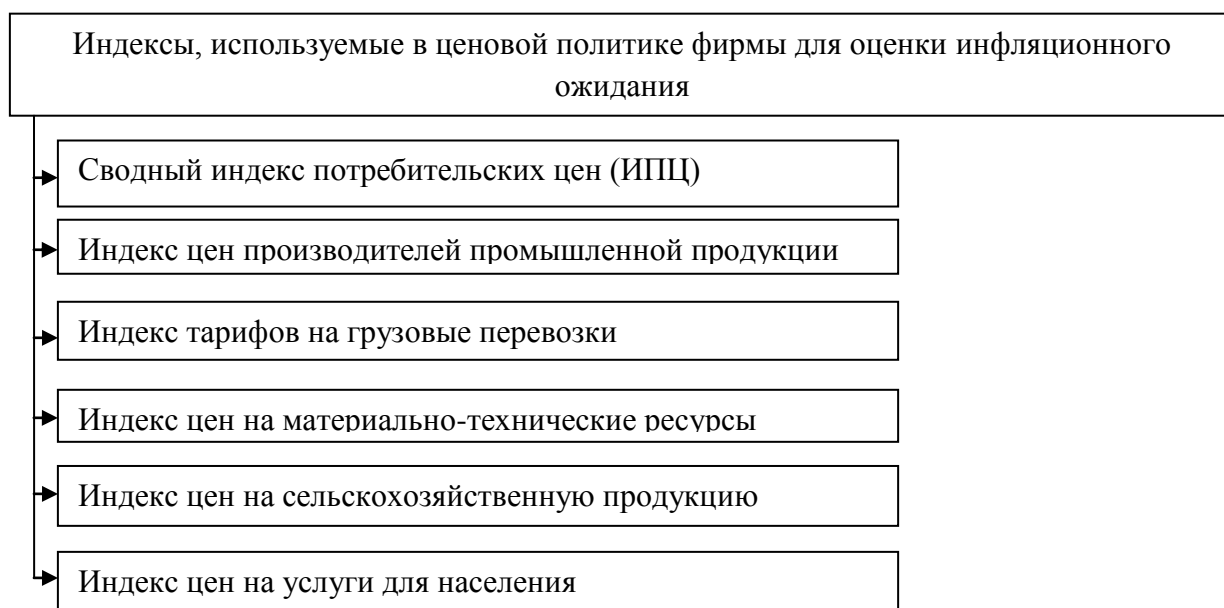 Индексы, используемые в ценовой политике фирмы для оценки инфляционного
ожидания
Сводный индекс потребительских цен (ИПЦ)
Индекс цен производителей промышленной продукции
Индекс тарифов на грузовые перевозки
Индекс цен на материально-технические ресурсы
Индекс цен на сельскохозяйственную продукцию
Индекс цен на услуги для населения